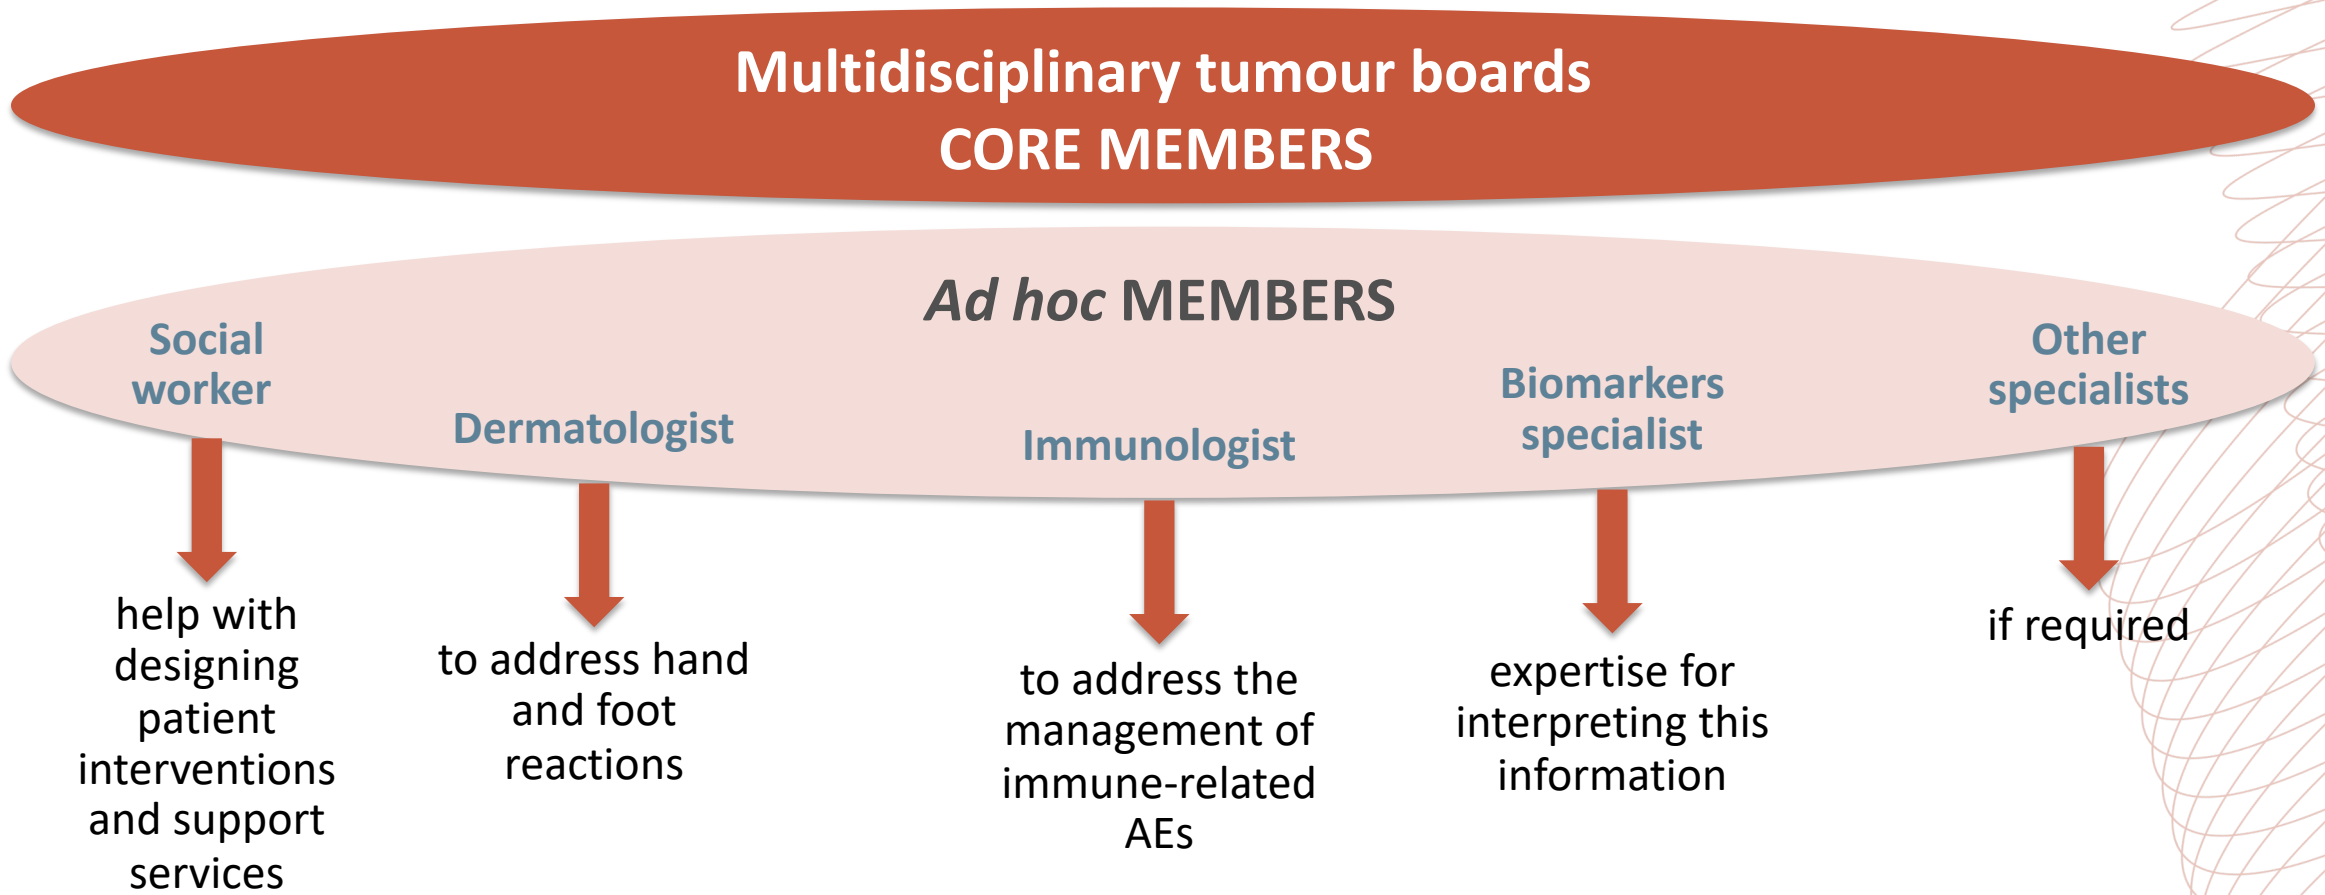 Multidisciplinary tumour boards
CORE MEMBERS
Ad hoc MEMBERS
Social
worker
Dermatologist
Immunologist
Biomarkers
specialist
Other
specialists
help with
designing
patient
interventions
and support
services
to address hand
and foot
reactions
to address the
management of
immune-related
AEs
expertise for
interpreting this
information
if required